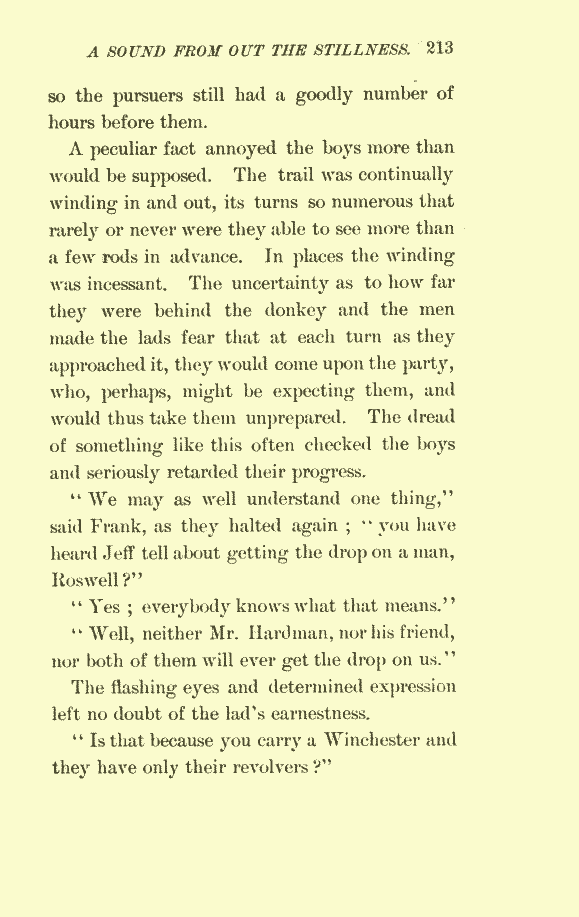 A SOUND FROM OUT THE STILLNESS. 213
so the pursuers still had a goodly number of
hours before them.
A peculiar fact annoyed the boys more than
would be supposed. The trail was continually
winding in and out, its turns so numerous that
rarely or never were they able to see more than
a few rods in advance. In places the winding
was incessant. The uncertainty as to how far
they were behind the donkey and the men
made the lads fear that at each turn as they
approached it, they would come upon the party,
who, perhaps, might be expecting them, and
would thus take them unprepared. The dread
of something like this often checked the boys
and seriously retarded their progress.
“ We may as well understand one thing,”
said Frank, as they halted again ; “ you have
heard Jeff tell about getting the drop on a man,
Roswell ?”
“ Yes ; everybody knows what that means.”
“ Well, neither Mr. Hardman, nor his friend,
nor both of them will ever get the drop on us.”
The flashing eyes and determined expression
left no doubt of the lad’s earnestness.
“ Is that because you carry a Winchester and
they have only their revolvers ?”